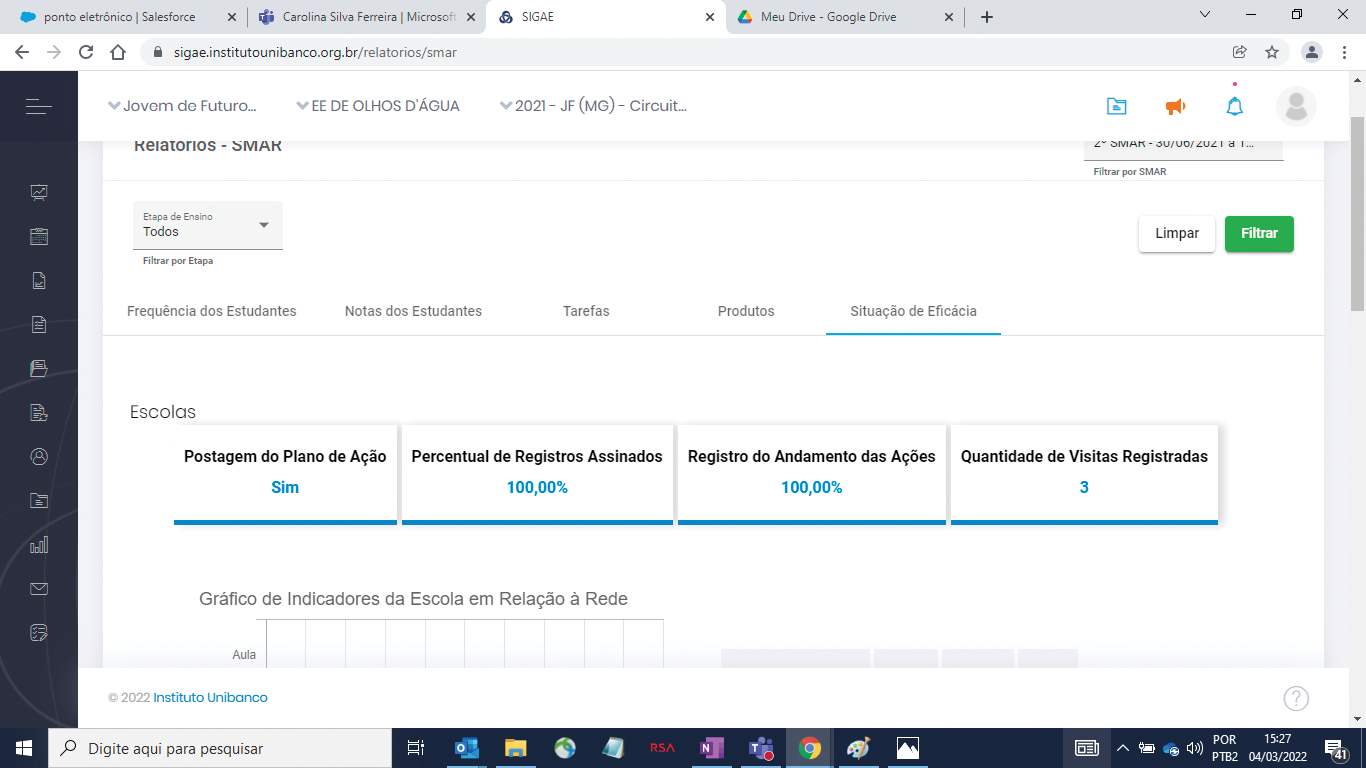 ponto eletrônico | Salesforce
Carolina Silva Ferreira | Microsoft
SIGAE
Meu Drive - Google Drive
sigae.institutounibanco.org.br/relatorios/smar
Jovem de Futuro...
EE DE OLHOS D'ÁGUA
2021 - JF (MG) - Circuit...
Relatórios - SMAR
2º SMAR - 30/06/2021 a 1...
Filtrar por SMAR
Etapa de Ensino
Todos
Filtrar por Etapa
Limpar
Filtrar
Frequência dos Estudantes
Notas dos Estudantes
Tarefas
Produtos
Situação de Eficácia
Escolas
Postagem do Plano de Ação
Sim
Percentual de Registros Assinados
100,00%
Registro do Andamento das Ações
100,00%
Quantidade de Visitas Registradas
3
Gráfico de Indicadores da Escola em Relação à Rede
Aula
© 2022 Instituto Unibanco
?
Digite aqui para pesquisar
RSA
POR
PTB2
15:27
04/03/2022
41